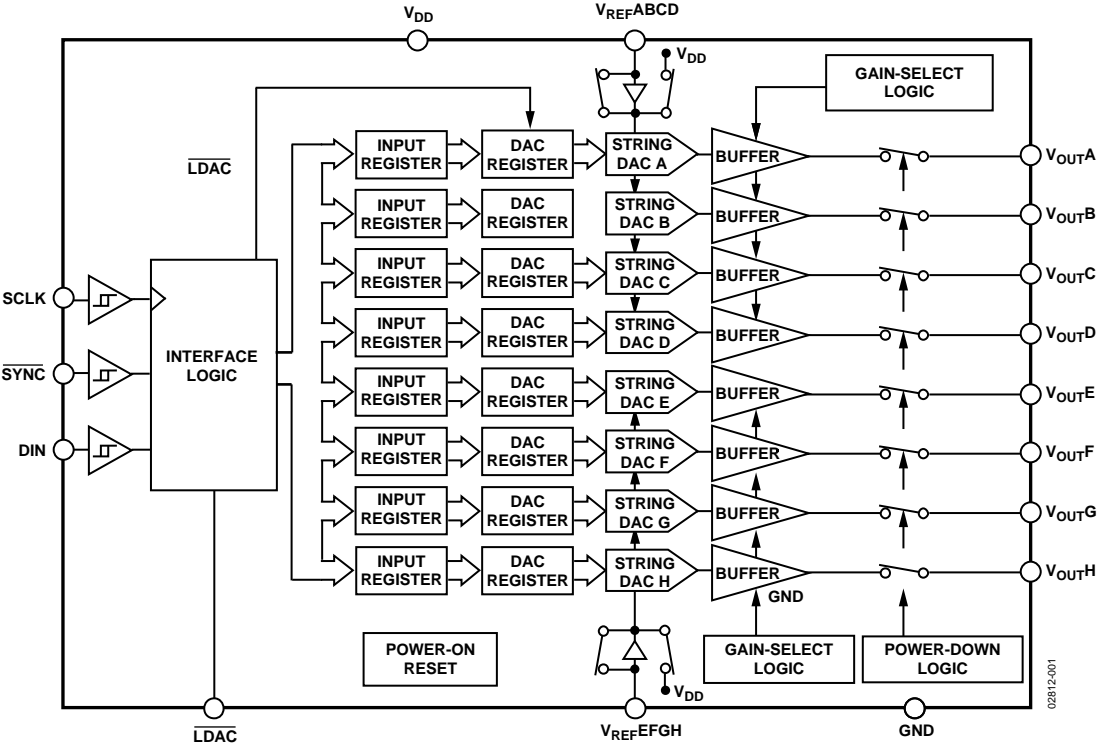 VDD
VREFABCD
VDD
GAIN-SELECT
LOGIC
LDAC
INPUT
REGISTER
DAC
REGISTER
STRING
DAC A
BUFFER
VOUTA
INPUT
REGISTER
DAC
REGISTER
STRING
DAC B
BUFFER
VOUTB
INPUT
REGISTER
DAC
REGISTER
STRING
DAC C
BUFFER
VOUTC
SCLK
INPUT
REGISTER
DAC
REGISTER
STRING
DAC D
BUFFER
VOUTD
INTERFACE
LOGIC
SYNC
INPUT
REGISTER
DAC
REGISTER
STRING
DAC E
BUFFER
VOUTE
DIN
INPUT
REGISTER
DAC
REGISTER
STRING
DAC F
BUFFER
VOUTF
INPUT
REGISTER
DAC
REGISTER
STRING
DAC G
BUFFER
VOUTG
INPUT
REGISTER
DAC
REGISTER
STRING
DAC H
BUFFER
GND
VOUTH
POWER-ON
RESET
VDD
GAIN-SELECT
LOGIC
POWER-DOWN
LOGIC
02812-001
LDAC
VREFEFGH
GND